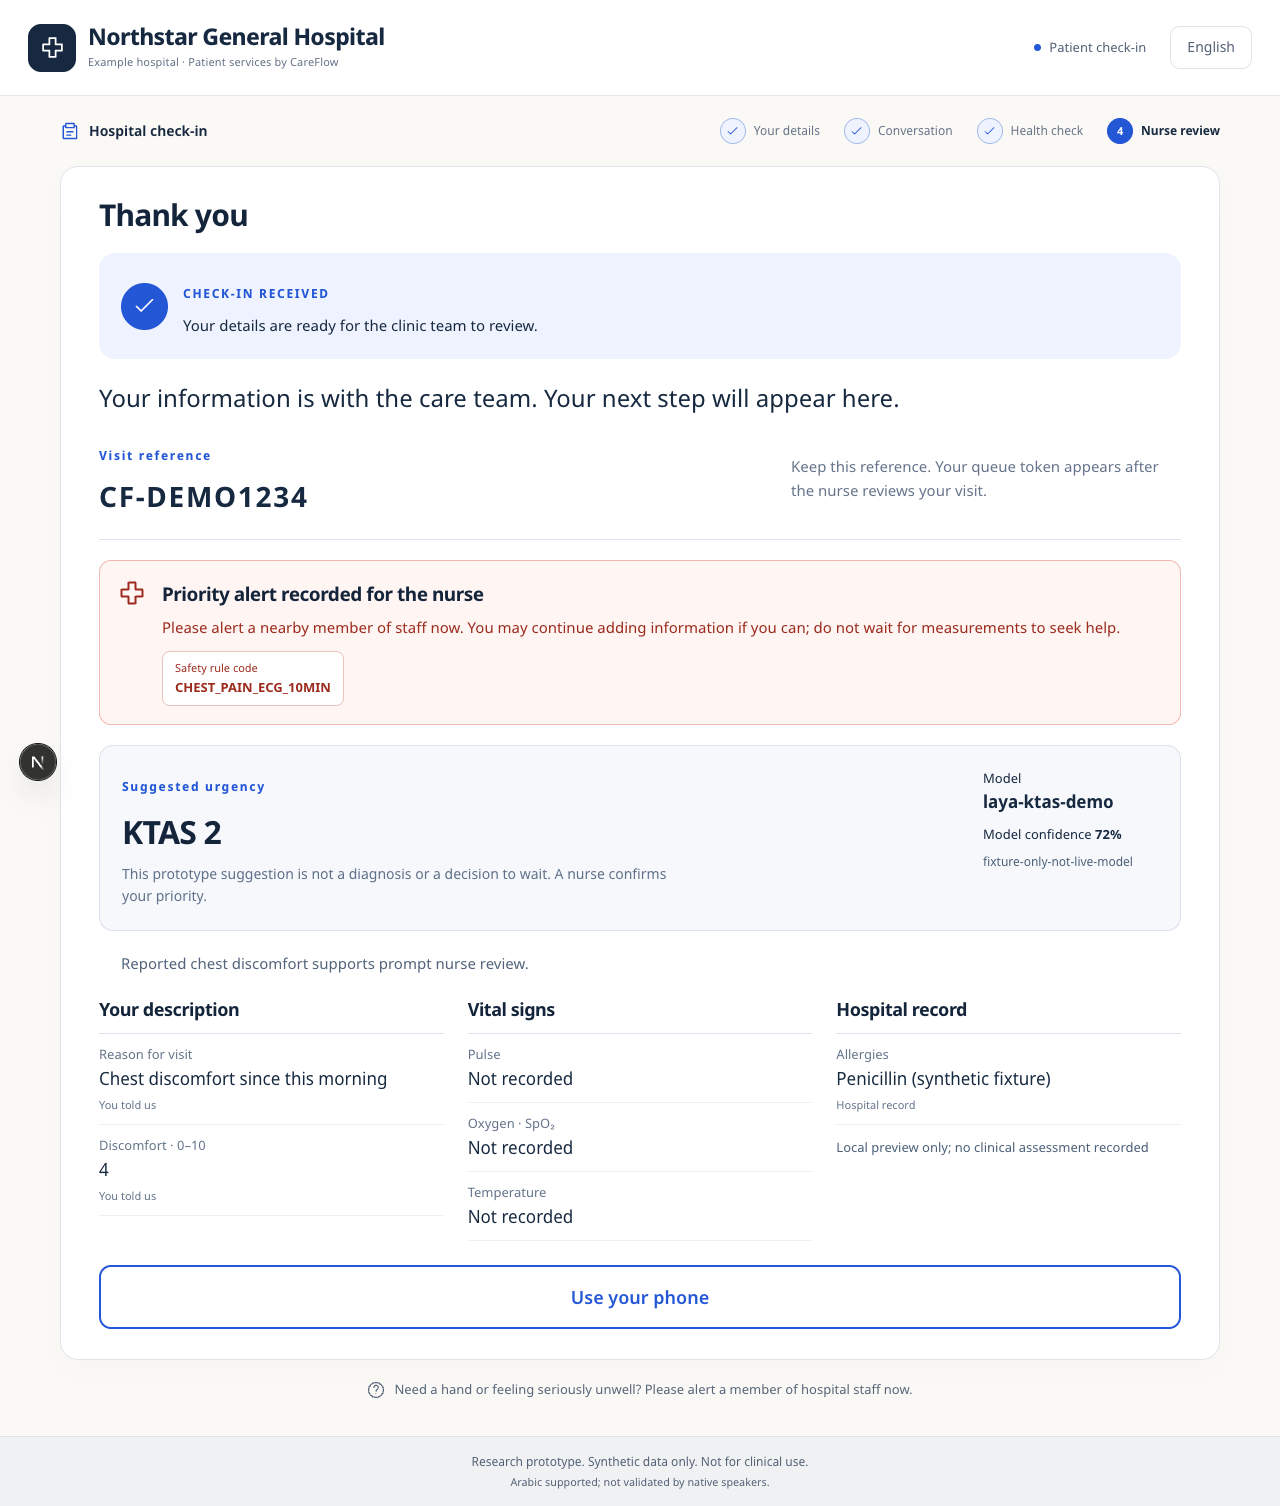 Northstar General Hospital
Example hospital · Patient services by CareFlow
Patient check-in
English
Hospital check-in
Your details
Conversation
Health check
4
Nurse review
Thank you
CHECK-IN RECEIVED
Your details are ready for the clinic team to review.
Your information is with the care team. Your next step will appear here.
Visit reference
CF-DEMO1234
Keep this reference. Your queue token appears after
the nurse reviews your visit.
Priority alert recorded for the nurse
Please alert a nearby member of staff now. You may continue adding information if you can; do not wait for measurements to seek help.
Safety rule code
CHEST_PAIN_ECG_10MIN
N
Suggested urgency
KTAS 2
This prototype suggestion is not a diagnosis or a decision to wait. A nurse confirms
your priority.
Model
laya-ktas-demo
Model confidence 72%
fixture-only-not-live-model
Reported chest discomfort supports prompt nurse review.
Your description
Reason for visit
Chest discomfort since this morning
You told us
Discomfort · 0–10
4
You told us
Vital signs
Pulse
Not recorded
Oxygen · SpO₂
Not recorded
Temperature
Not recorded
Hospital record
Allergies
Penicillin (synthetic fixture)
Hospital record
Local preview only; no clinical assessment recorded
Use your phone
Need a hand or feeling seriously unwell? Please alert a member of hospital staff now.
Research prototype. Synthetic data only. Not for clinical use.
Arabic supported; not validated by native speakers.